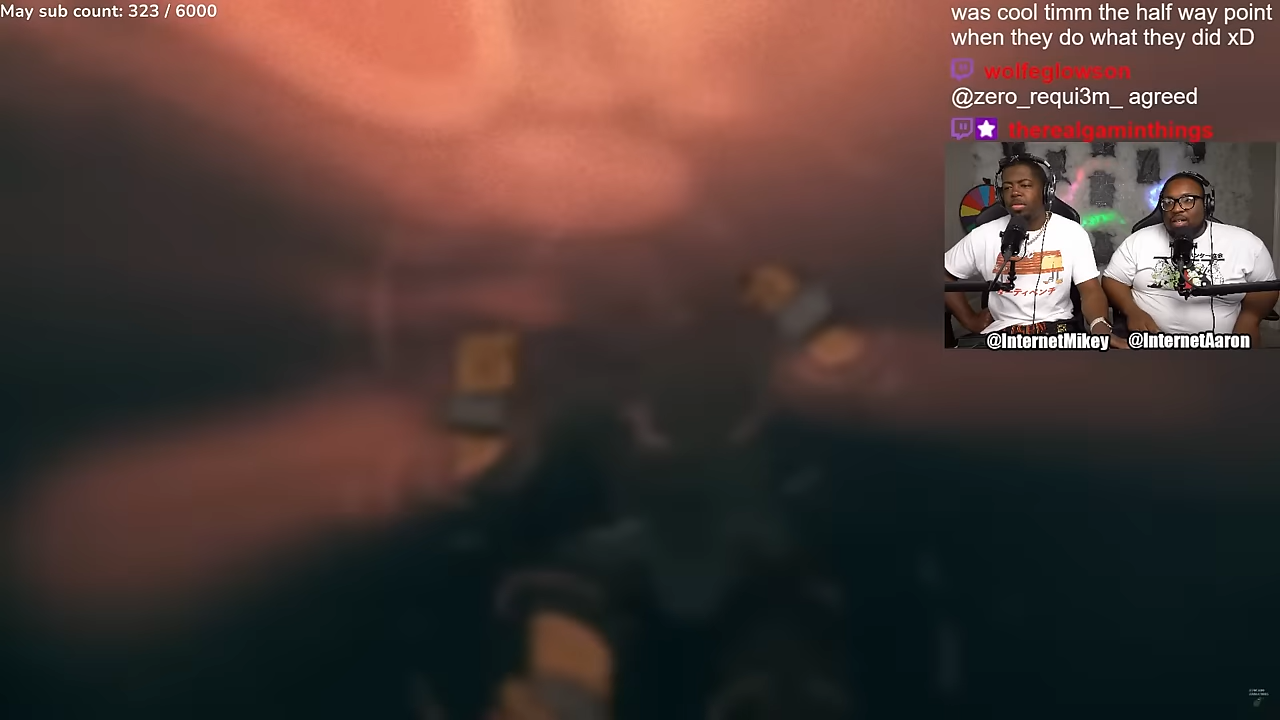 May sub count: 323 / 6000
was cool timm the half way point
when they do what they did xD
wolfeglowson
@zero_requi3m_ agreed
therealgaminthings
@InternetMikey
@InternetAaron